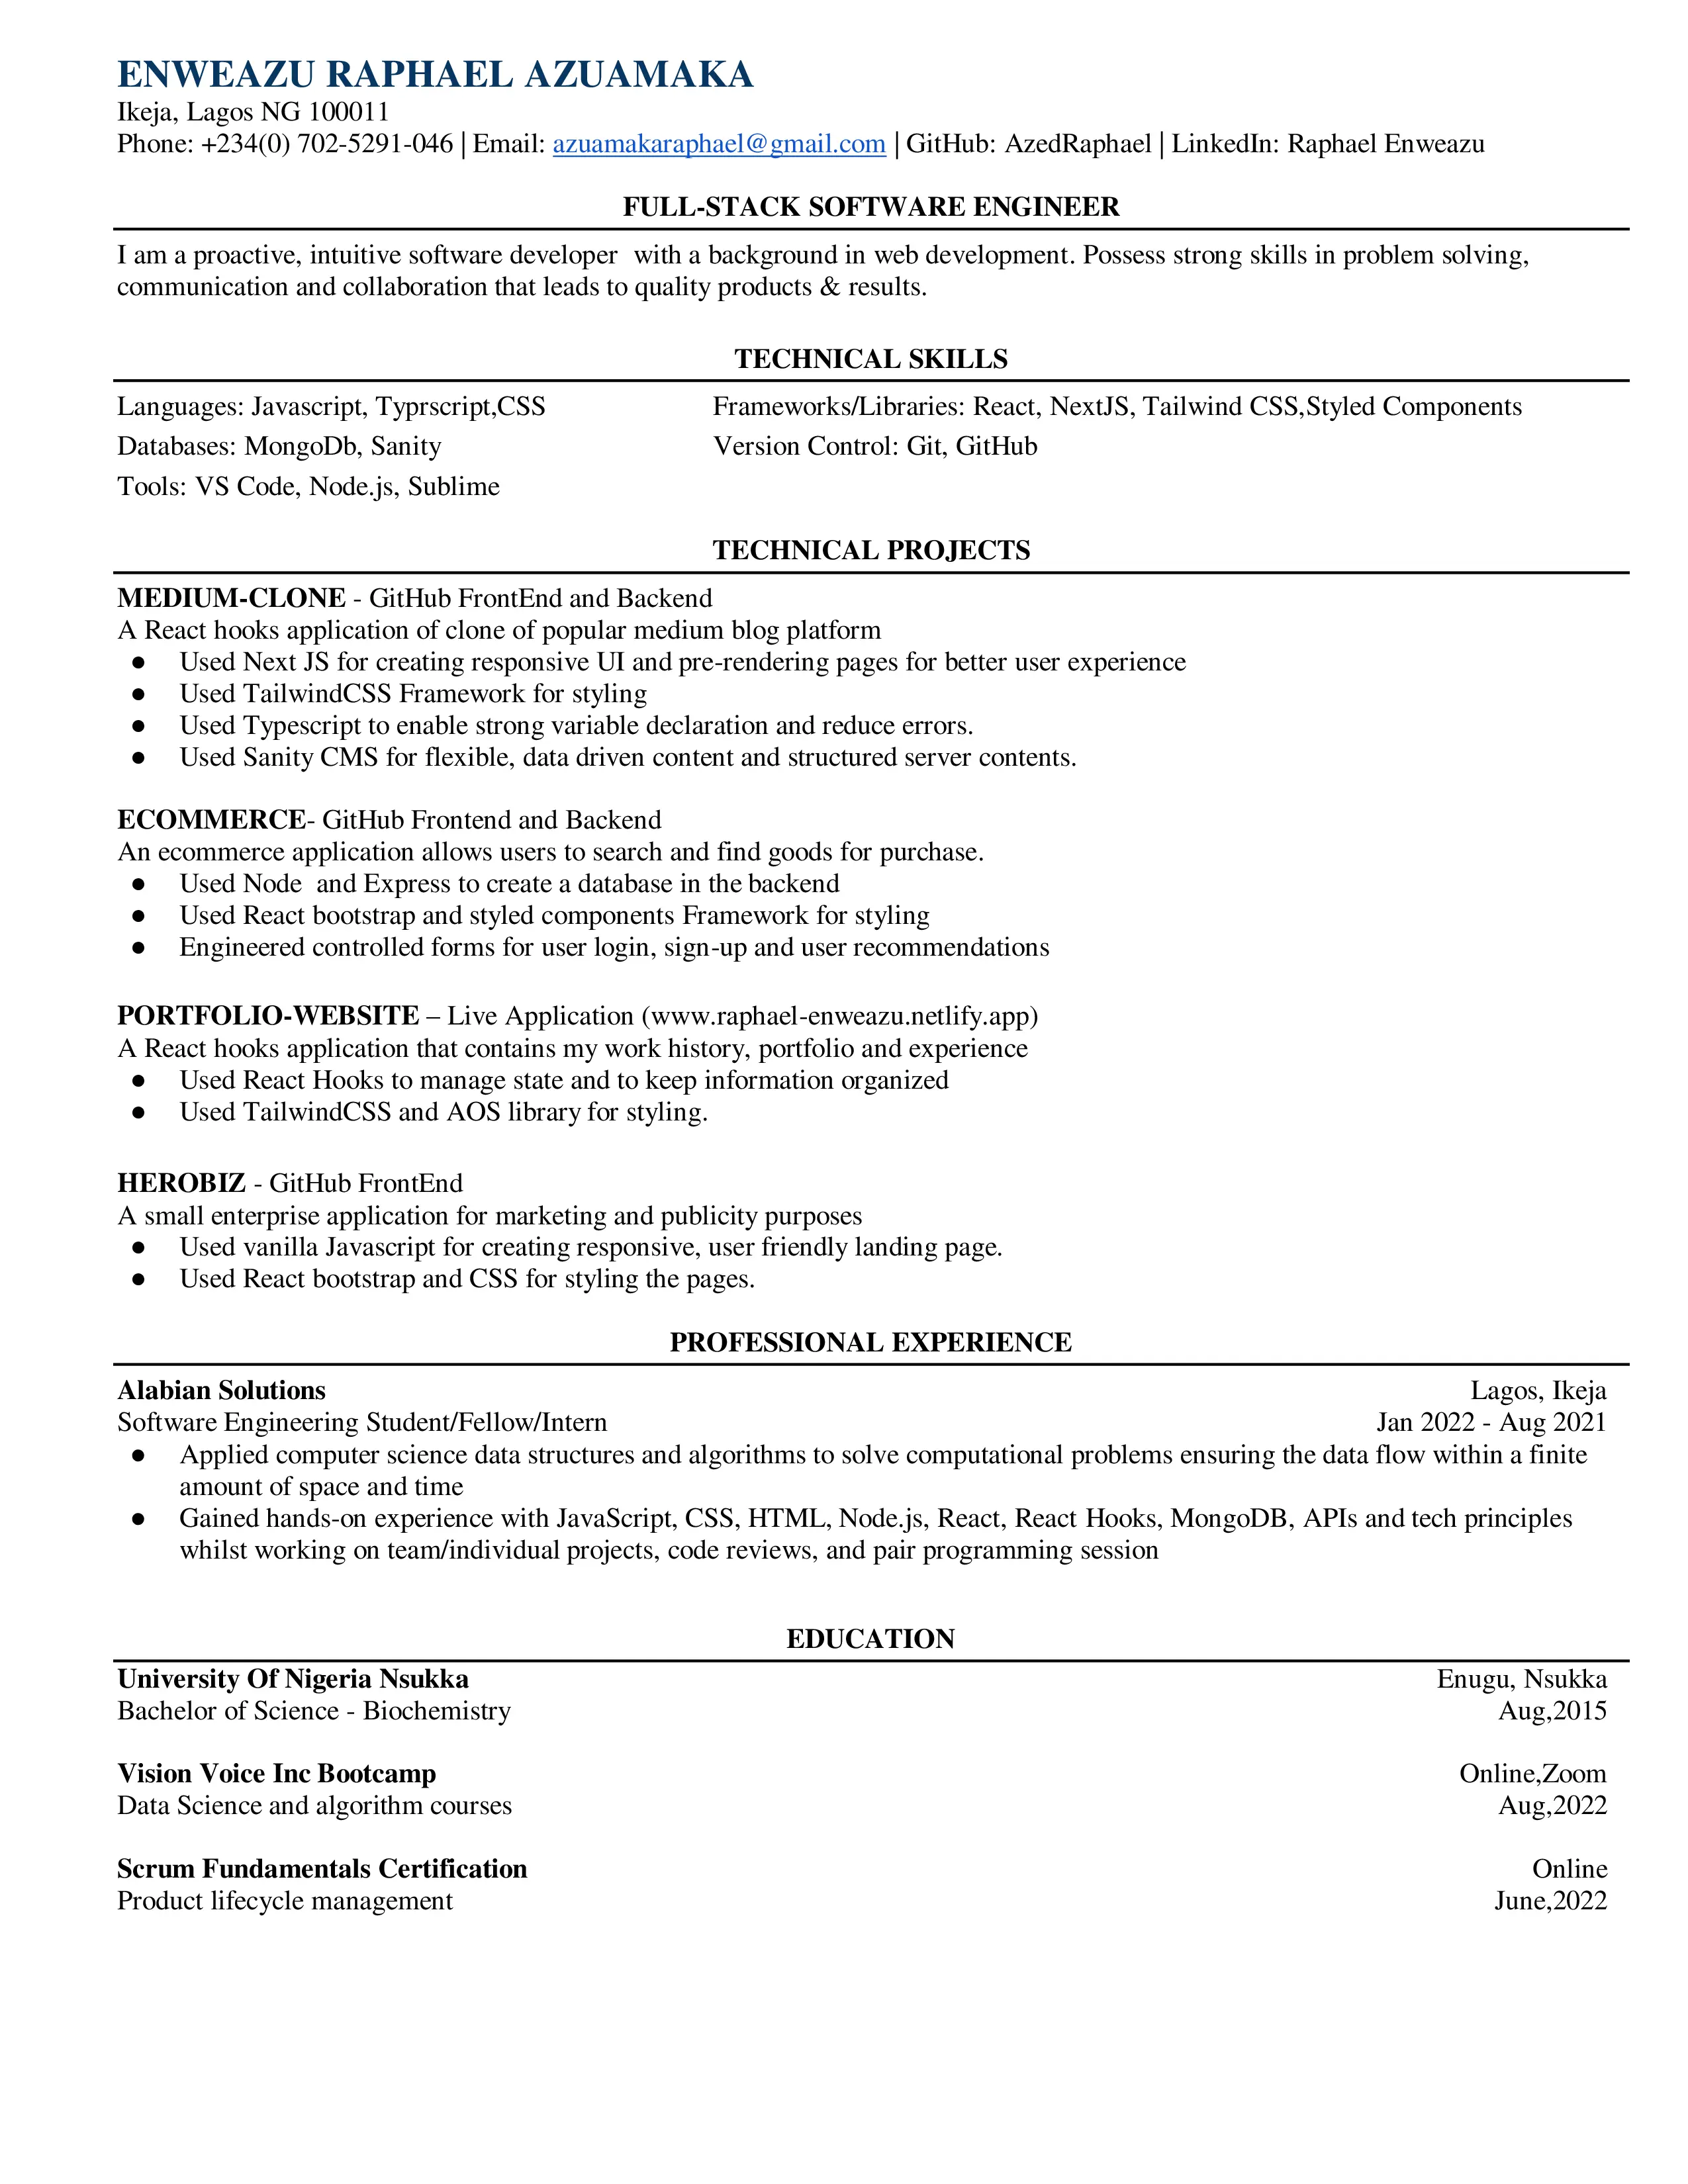 ENWEAZU RAPHAEL AZUAMAKA
Ikeja, Lagos NG 100011
Phone: +234(0) 702-5291-046 | Email: azuamakaraphael@gmail.com | GitHub: AzedRaphael | LinkedIn: Raphael Enweazu
FULL-STACK SOFTWARE ENGINEER
I am a proactive, intuitive software developer  with a background in web development. Possess strong skills in problem solving,
communication and collaboration that leads to quality products & results.
TECHNICAL SKILLS
Languages: Javascript, Typrscript,CSS Frameworks/Libraries: React, NextJS, Tailwind CSS,Styled Components
Databases: MongoDb, Sanity Version Control: Git, GitHub
Tools: VS Code, Node.js, Sublime
TECHNICAL PROJECTS
MEDIUM-CLONE - GitHub FrontEnd and Backend
A React hooks application of clone of popular medium blog platform
● Used Next JS for creating responsive UI and pre-rendering pages for better user experience
● Used TailwindCSS Framework for styling
● Used Typescript to enable strong variable declaration and reduce errors.
● Used Sanity CMS for flexible, data driven content and structured server contents.
ECOMMERCE- GitHub Frontend and Backend
An ecommerce application allows users to search and find goods for purchase.
● Used Node  and Express to create a database in the backend
● Used React bootstrap and styled components Framework for styling
● Engineered controlled forms for user login, sign-up and user recommendations
PORTFOLIO-WEBSITE – Live Application (www.raphael-enweazu.netlify.app)
A React hooks application that contains my work history, portfolio and experience
● Used React Hooks to manage state and to keep information organized
● Used TailwindCSS and AOS library for styling.
HEROBIZ - GitHub FrontEnd
A small enterprise application for marketing and publicity purposes
● Used vanilla Javascript for creating responsive, user friendly landing page.
● Used React bootstrap and CSS for styling the pages.
PROFESSIONAL EXPERIENCE
Alabian Solutions Lagos, Ikeja
Software Engineering Student/Fellow/Intern Jan 2022 - Aug 2021
● Applied computer science data structures and algorithms to solve computational problems ensuring the data flow within a finite
amount of space and time
● Gained hands-on experience with JavaScript, CSS, HTML, Node.js, React, React Hooks, MongoDB, APIs and tech principles
whilst working on team/individual projects, code reviews, and pair programming session
EDUCATION
University Of Nigeria Nsukka Enugu, Nsukka
Bachelor of Science - Biochemistry Aug,2015
Vision Voice Inc Bootcamp Online,Zoom
Data Science and algorithm courses Aug,2022
Scrum Fundamentals Certification Online
Product lifecycle management June,2022